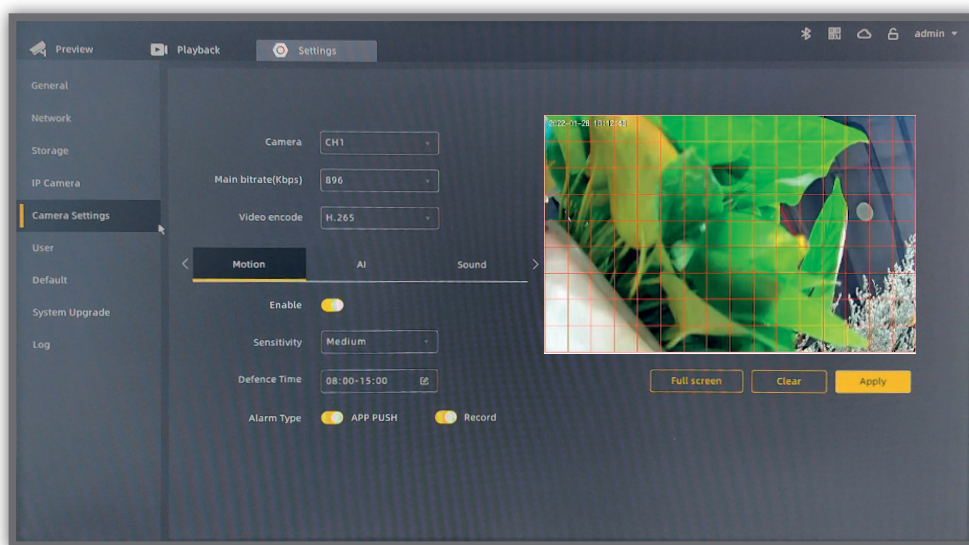 Preview
Playback
Settings
admin
General
Network
Storage
IP Camera
Camera Settings
User
Default
System Upgrade
Log
Camera CH1
Main bitrate(Kbps) 896
Video encode H.265
Motion AI Sound
Enable
Sensitivity Medium
Defence Time 08:00-15:00
Alarm Type APP PUSH Record
Full screen Clear Apply